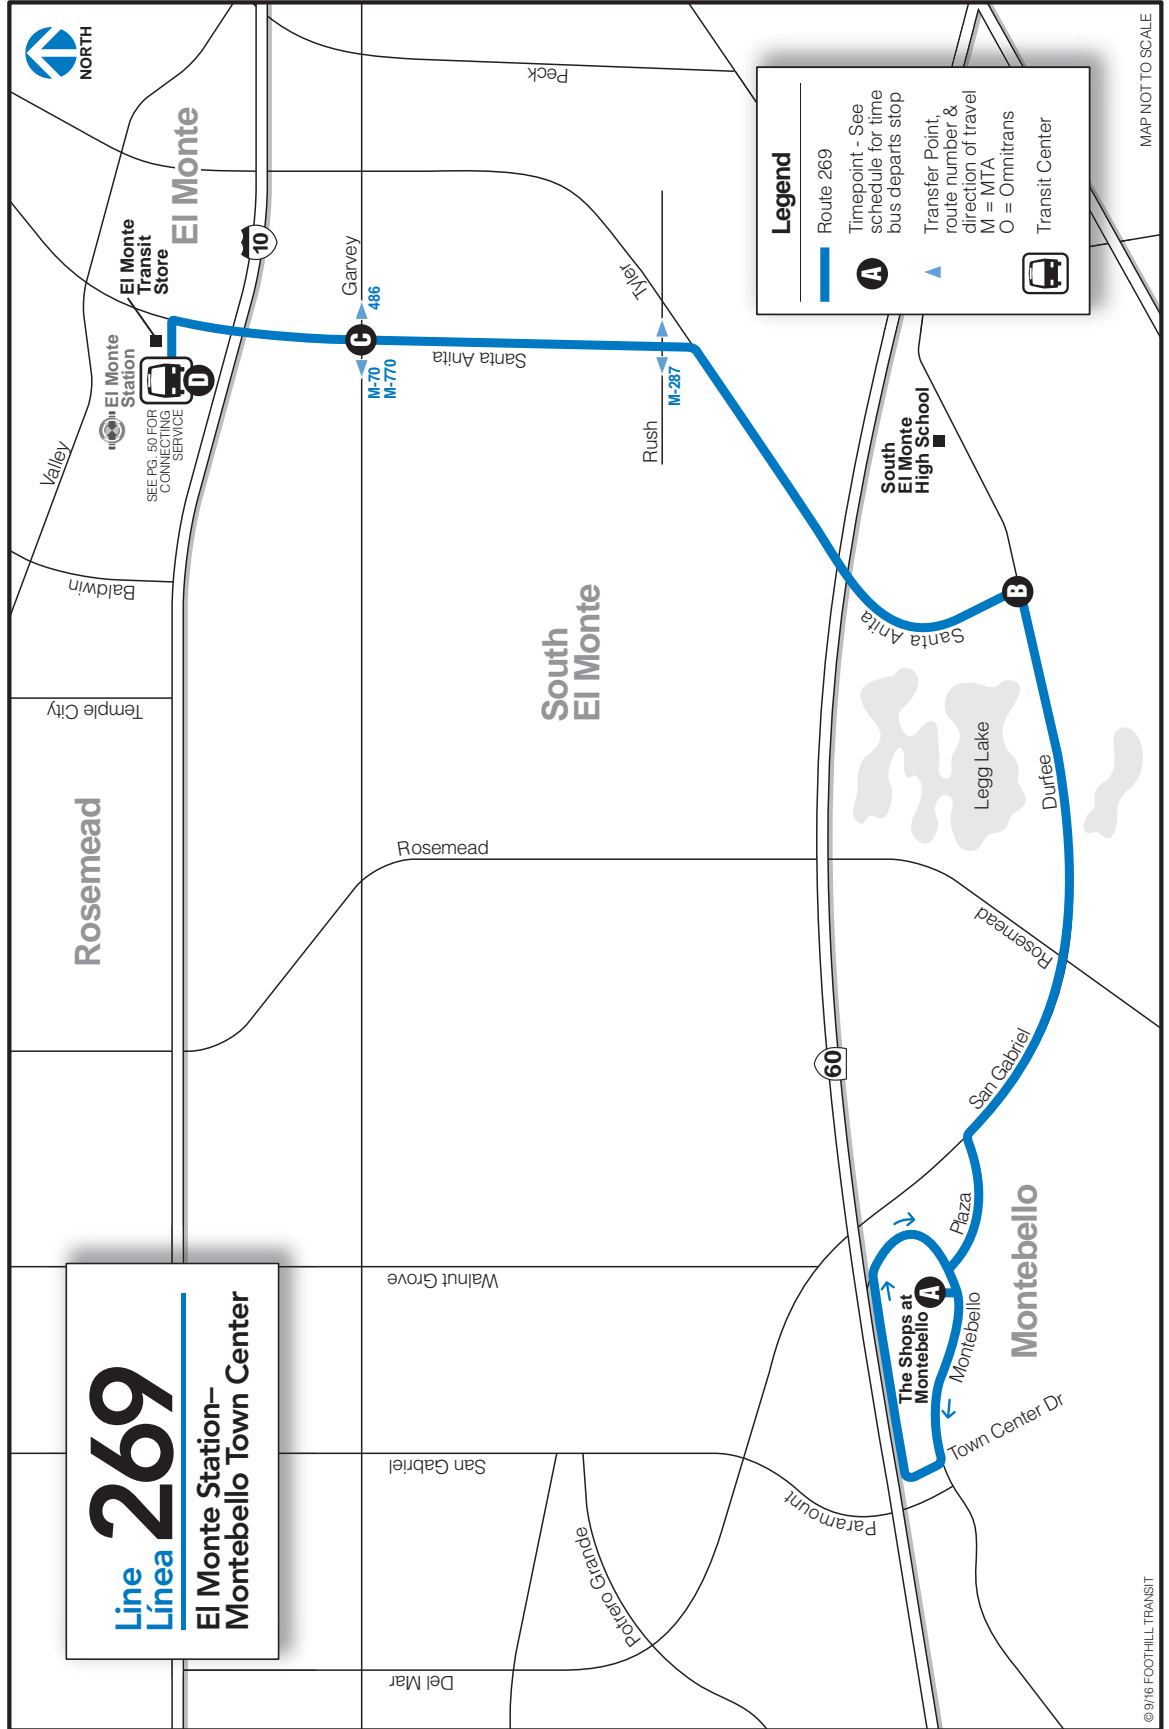 Line
Línea
269
El Monte Station–
Montebello Town Center
NORTH
El Monte
Rosemead
South
El Monte
Montebello
El Monte
Transit
Store
El Monte
Station
D
SEE PG. 50 FOR
CONNECTING
SERVICE
Valley
Baldwin
Temple City
10
Garvey
486
C
M-70
M-770
Santa Anita
Peck
Tyler
M-287
Rush
Rosemead
Walnut Grove
San Gabriel
Del Mar
Potrero Grande
Paramount
60
South
El Monte
High School
Santa Anita
B
Legg Lake
Durfee
Rosemead
San Gabriel
Plaza
The Shops at
Montebello
A
Montebello
Town Center Dr
Legend
Route 269
A
Timepoint - See
schedule for time
bus departs stop
Transfer Point,
route number &
direction of travel
M = MTA
O = Omnitrans
Transit Center
MAP NOT TO SCALE
© 9/16 FOOTHILL TRANSIT